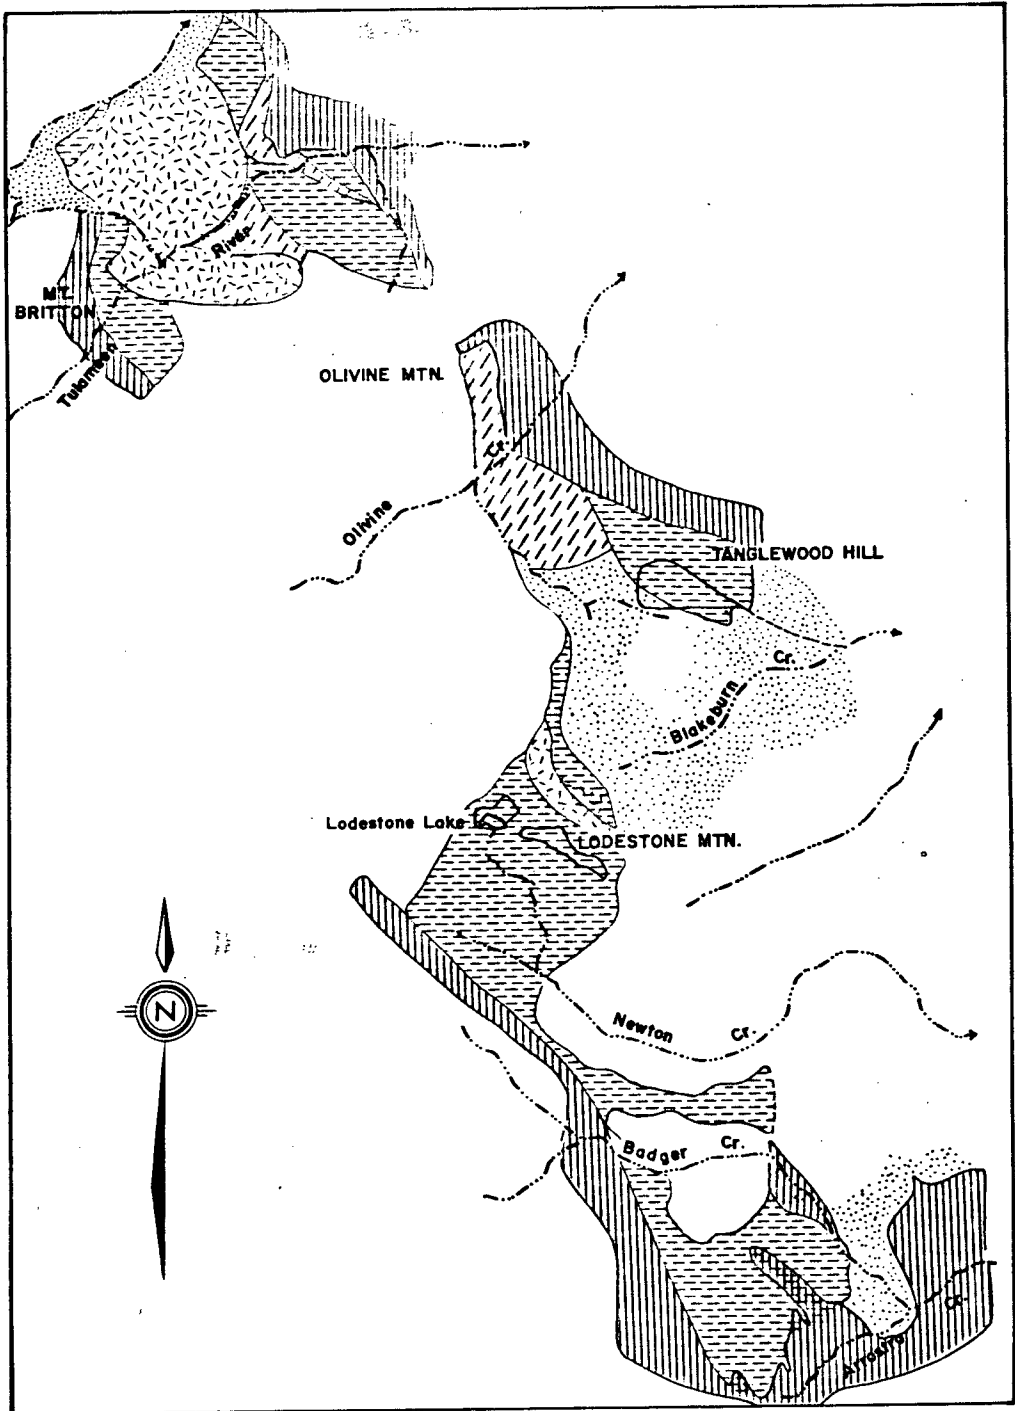 River
MT.
BRITTON
Tulameen
OLIVINE MTN.
Cr.
Olivine
TANGLEWOOD HILL
Cr.
Blakeburn
Lodestone Lake
LODESTONE MTN.
N
Newton Cr.
Badger Cr.
Cr.